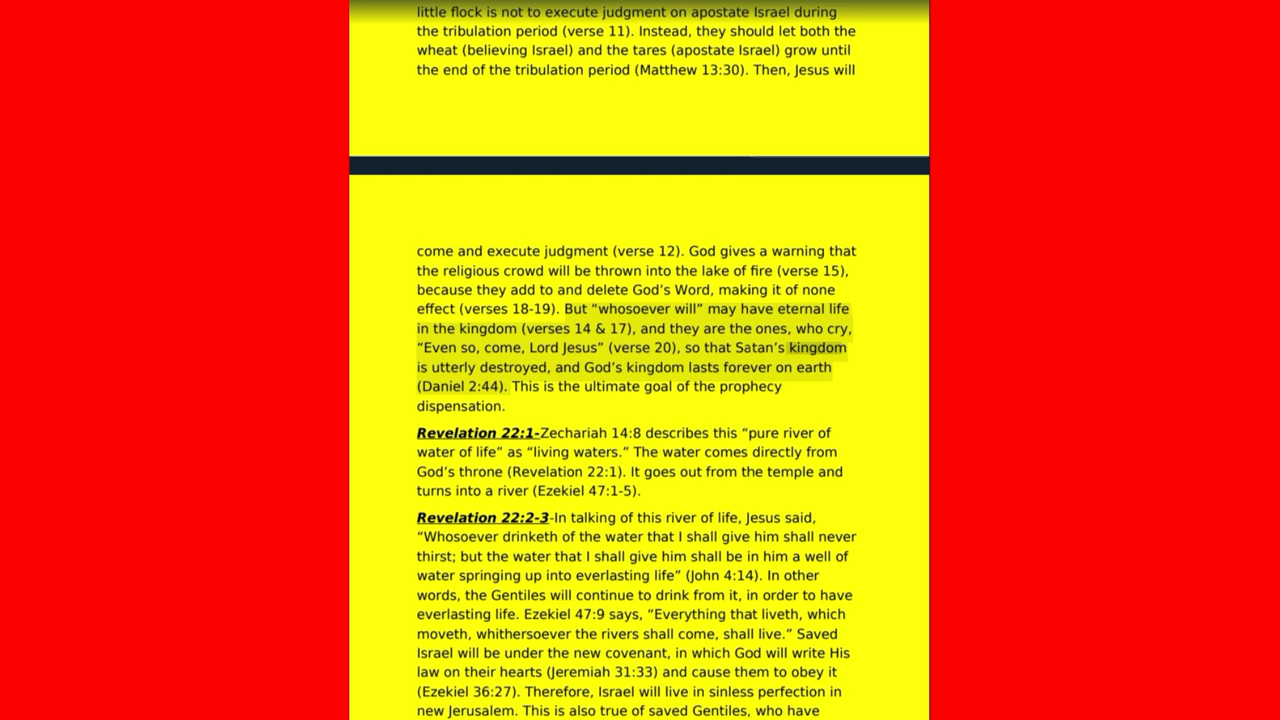 little flock is not to execute judgment on apostate Israel during
the tribulation period (verse 11). Instead, they should let both the
wheat (believing Israel) and the tares (apostate Israel) grow until
the end of the tribulation period (Matthew 13:30). Then, Jesus will
come and execute judgment (verse 12). God gives a warning that
the religious crowd will be thrown into the lake of fire (verse 15),
because they add to and delete God’s Word, making it of none
effect (verses 18-19). But “whosoever will” may have eternal life
in the kingdom (verses 14 & 17), and they are the ones, who cry,
“Even so, come, Lord Jesus” (verse 20), so that Satan’s kingdom
is utterly destroyed, and God’s kingdom lasts forever on earth
(Daniel 2:44). This is the ultimate goal of the prophecy
dispensation.
Revelation 22:1-Zechariah 14:8 describes this “pure river of
water of life” as “living waters.” The water comes directly from
God’s throne (Revelation 22:1). It goes out from the temple and
turns into a river (Ezekiel 47:1-5).
Revelation 22:2-3-In talking of this river of life, Jesus said,
“Whosoever drinketh of the water that I shall give him shall never
thirst; but the water that I shall give him shall be in him a well of
water springing up into everlasting life” (John 4:14). In other
words, the Gentiles will continue to drink from it, in order to have
everlasting life. Ezekiel 47:9 says, “Everything that liveth, which
moveth, whithersoever the rivers shall come, shall live.” Saved
Israel will be under the new covenant, in which God will write His
law on their hearts (Jeremiah 31:33) and cause them to obey it
(Ezekiel 36:27). Therefore, Israel will live in sinless perfection in
new Jerusalem. This is also true of saved Gentiles, who have